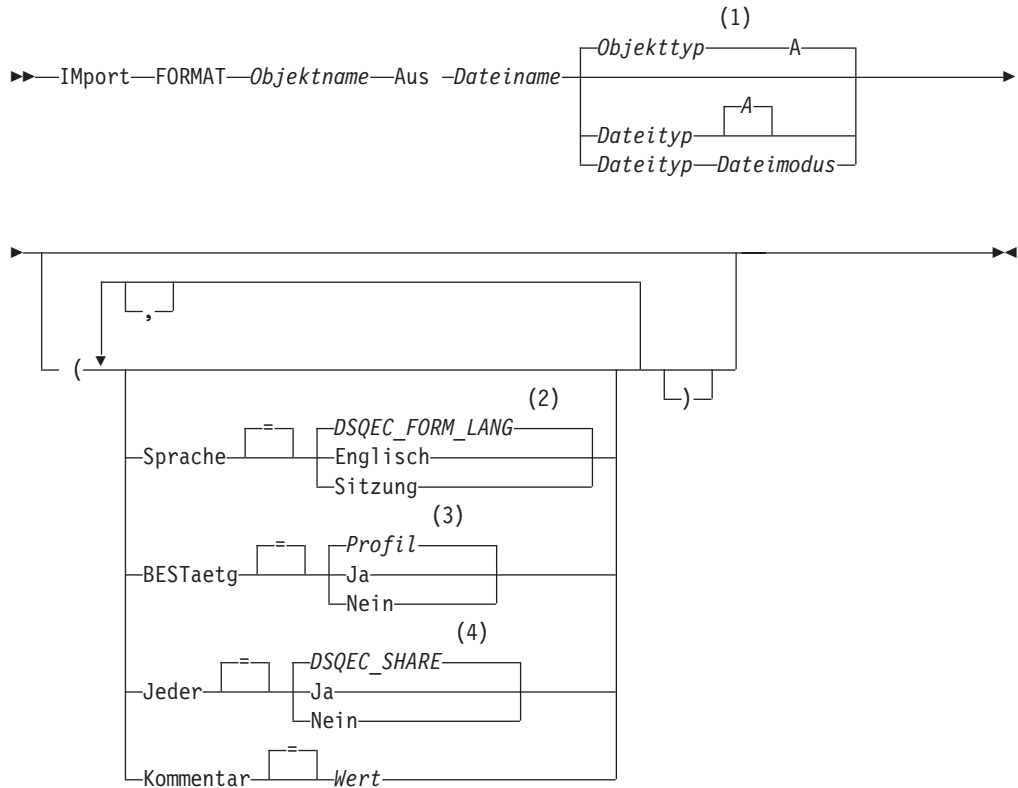 (1)
Objekttyp A
IMport FORMAT Objektname Aus Dateiname
A
Dateityp
Dateityp Dateimodus
,
( )
(2)
= DSQEC_FORM_LANG
Sprache Englisch
Sitzung
(3)
= Profil
BESTaetg Ja
Nein
(4)
= DSQEC_SHARE
Jeder Ja
Nein
=
Kommentar Wert